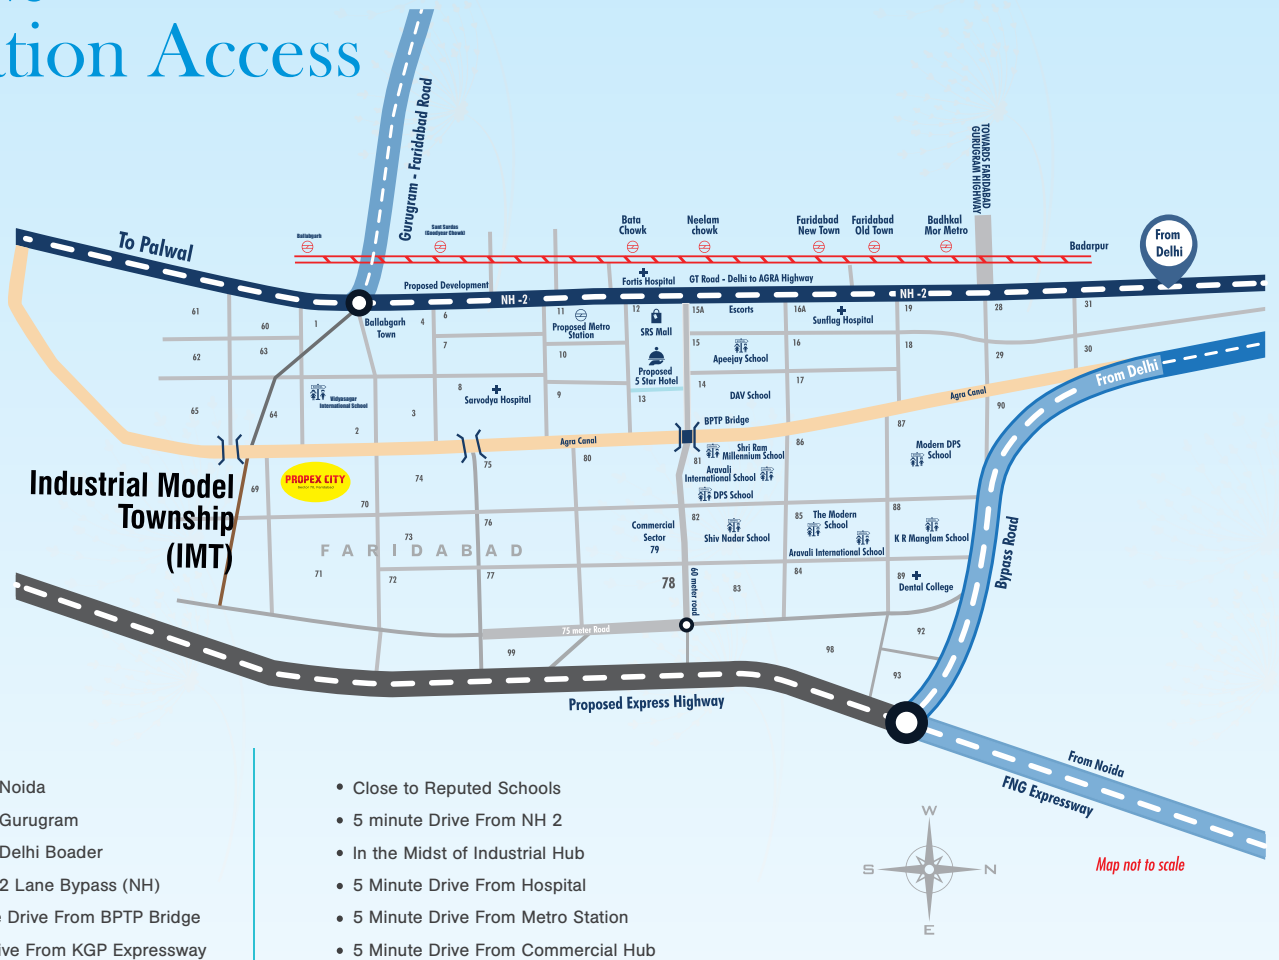 ation Access
Gurugram - Faridabad Road
TOWARDS FARIDABAD
GURUGRAM HIGHWAY
To Palwal
Ballabgarh
Sant Surdas
(Goodyear Chowk)
Bata
Chowk
Neelam
chowk
Faridabad
New Town
Faridabad
Old Town
Badhkal
Mor Metro
Badarpur
From
Delhi
Proposed Development
Fortis Hospital
GT Road - Delhi to AGRA Highway
NH -2
NH -2
61
60
1
Ballabgarh
Town
4
6
11
Proposed Metro
Station
12
SRS Mall
15A
Escorts
16A
Sunflag Hospital
19
28
31
62
63
7
10
Proposed
5 Star Hotel
15
Apeejay School
16
18
29
30
65
64
Vidyasagar
International School
2
3
8
Sarvodya Hospital
9
13
14
DAV School
17
Agra Canal
From Delhi
90
BPTP Bridge
Agra Canal
87
86
Industrial Model
Township
(IMT)
69
PROPEX CITY
70
74
75
80
81
Shri Ram
Millennium School
Aravali
International School
DPS School
Modern DPS
School
76
73
FARIDABAD
Commercial
Sector
79
82
Shiv Nadar School
85
The Modern
School
Aravali International School
88
K R Manglam School
71
72
77
78
60 meter road
83
84
89
Dental College
Bypass Road
75 meter Road
99
98
92
93
Proposed Express Highway
From Noida
FNG Expressway
Map not to scale
W
S
N
E
Noida
Gurugram
Delhi Boader
2 Lane Bypass (NH)
e Drive From BPTP Bridge
ive From KGP Expressway
• Close to Reputed Schools
• 5 minute Drive From NH 2
• In the Midst of Industrial Hub
• 5 Minute Drive From Hospital
• 5 Minute Drive From Metro Station
• 5 Minute Drive From Commercial Hub